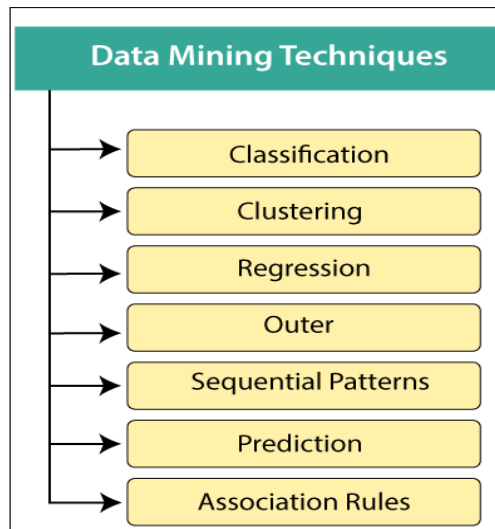 Data Mining Techniques
Classification
Clustering
Regression
Outer
Sequential Patterns
Prediction
Association Rules